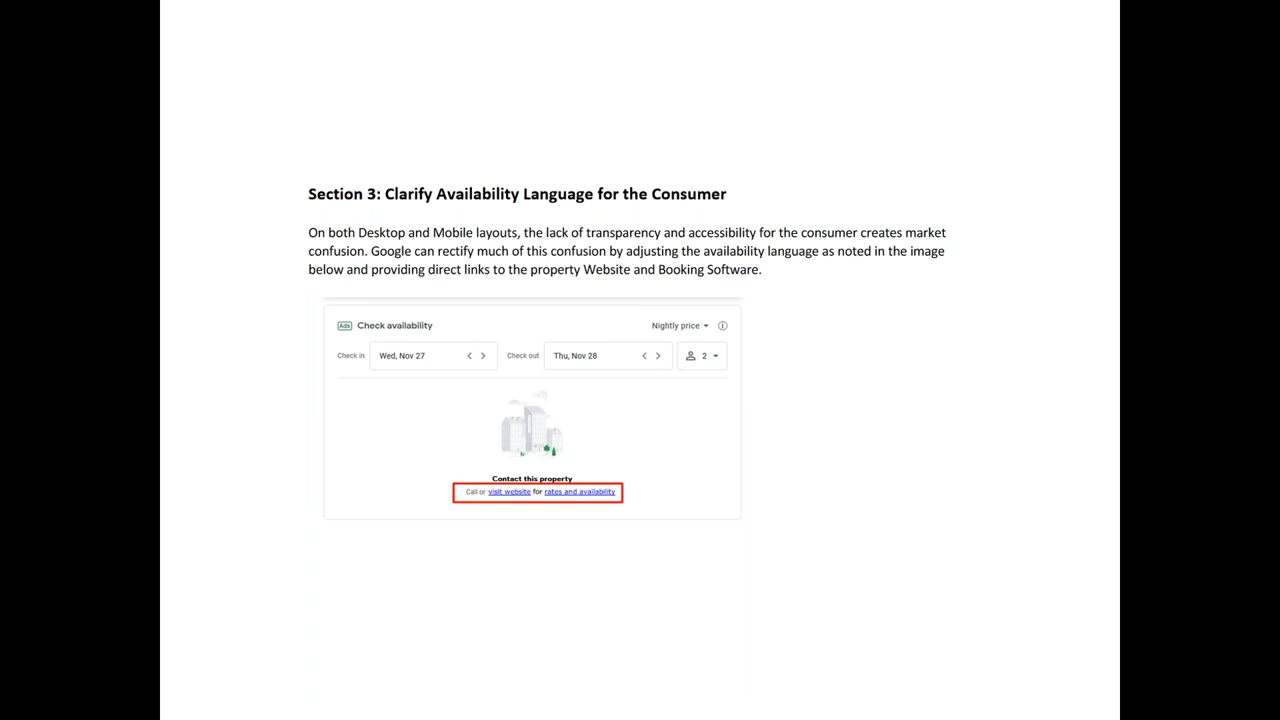 Section 3: Clarify Availability Language for the Consumer
On both Desktop and Mobile layouts, the lack of transparency and accessibility for the consumer creates market
confusion. Google can rectify much of this confusion by adjusting the availability language as noted in the image
below and providing direct links to the property Website and Booking Software.
Ads Check availability Nightly price
Check in Wed, Nov 27 Check out Thu, Nov 28 2
Contact this property
Call or visit website for rates and availability